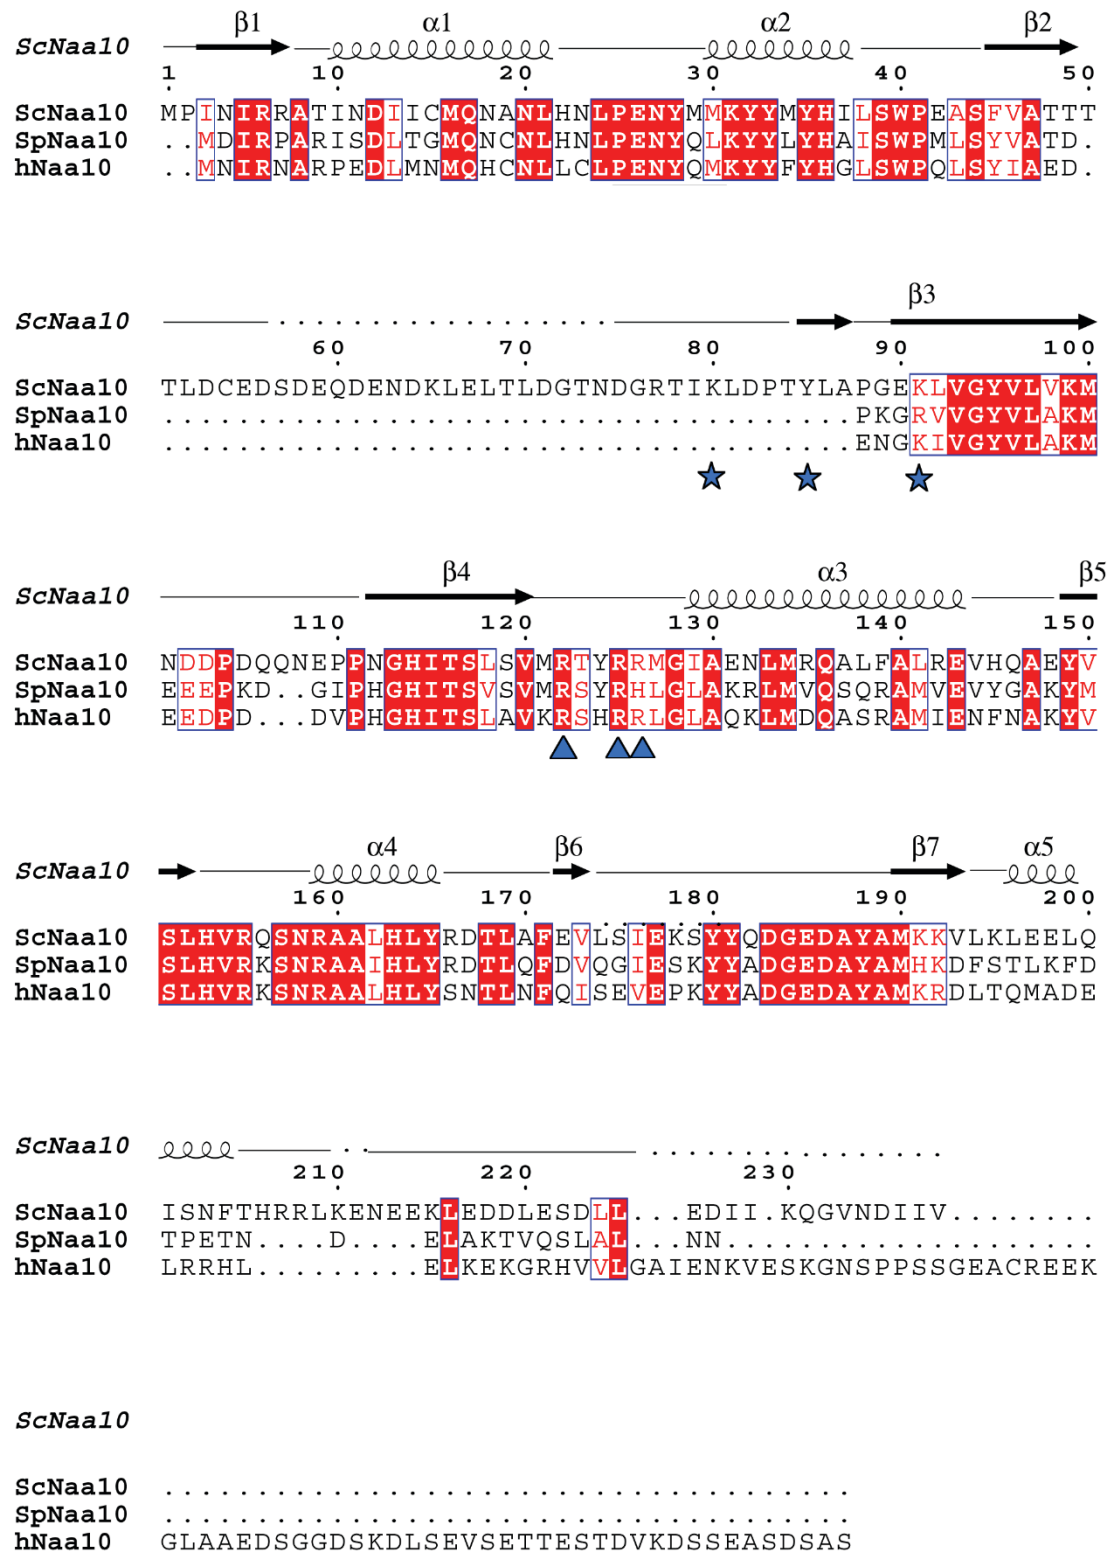 β1 α1 α2 β2
ScNaa10
1 10 20 30 40 50
ScNaa10 MPINIRRATINDIICMQNANLHNLPENYMMKYYMYHILSWPEASFVATTT
SpNaa10 ..MDIRPARISDLTGMQNCNLHNLPENYQLKYYLYHAISWPMLSYVATD.
hNaa10 ..MNIRNARPEDLMNMQHCNLLCLPENYQMKYYFYHGLSWPQLSYIAED.
β3
ScNaa10
60 70 80 90 100
ScNaa10 TLDCEDSDEQDENDKLELTLDGTNDGRTIKLDPTYLAPGEKLVGYVLVKM
SpNaa10 .....................................PKGRVVGYVLAKM
hNaa10 .....................................ENGKIVGYVLAKM
β4 α3 β5
ScNaa10
110 120 130 140 150
ScNaa10 NDDPDQQNEPPNGHITSLSVMRTYRRMGIAENLMRQALFALREVHQAEYV
SpNaa10 EEEPKD..GIPHGHITSVSVMRSYRHLGLAKRLMVQSQRAMVEVYGAKYM
hNaa10 EEDPD...DVPHGHITSLAVKRSHRRLGLAQKLMDQASRAMIENFNAKYV
α4 β6 β7 α5
ScNaa10
160 170 180 190 200
ScNaa10 SLHVRQSNRAALHLYRDTLAFEVLSIEKSYYQDGEDAYAMKKVLKLEELQ
SpNaa10 SLHVRKSNRAAIHLYRDTLQFDVQGIESKYYADGEDAYAMHKDFSTLKFD
hNaa10 SLHVRKSNRAALHLYSNTLNFQISEVEPKYYADGEDAYAMKRDLTQMADE
ScNaa10
210 220 230
ScNaa10 ISNFTHRRLKENEEKLEDDLESDLL...EDII.KQGVNDIIV........
SpNaa10 TPETN....D....ELAKTVQSLAL...NN....................
hNaa10 LRRHL.........ELKEKGRHVVLGAIENKVESKGNSPPSSGEACREEK
ScNaa10
ScNaa10 .....................................
SpNaa10 .....................................
hNaa10 GLAAEDSGGDSKDLSEVSETTESTDVKDSSEASDSAS